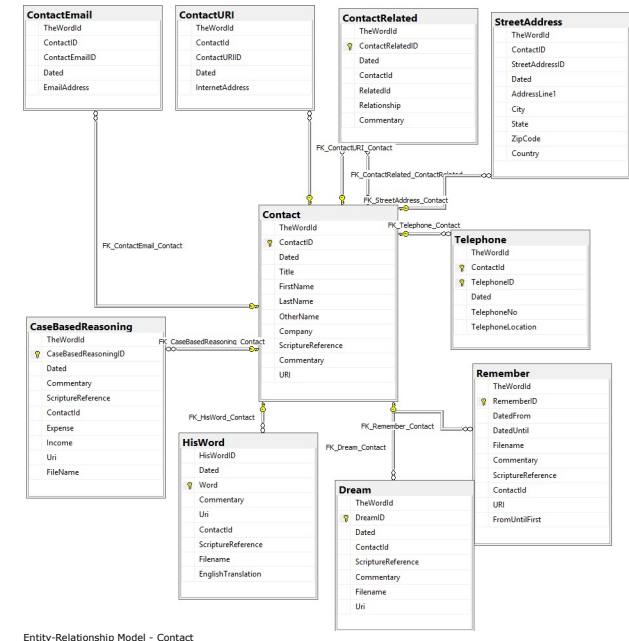 ContactEmail
TheWordId
ContactID
ContactEmailID
Dated
EmailAddress
ContactURI
TheWordId
ContactId
ContactURIID
Dated
InternetAddress
ContactRelated
TheWordId
ContactRelatedID
Dated
ContactId
RelatedId
Relationship
Commentary
StreetAddress
TheWordId
ContactID
StreetAddressID
Dated
AddressLine1
City
State
ZipCode
Country
FK_ContactURI_Contact
FK_ContactRelated_ContactRelated
FK_StreetAddress_Contact
FK_Telephone_Contact
FK_ContactEmail_Contact
Contact
TheWordId
ContactID
Dated
Title
FirstName
LastName
OtherName
Company
ScriptureReference
Commentary
URI
Telephone
TheWordId
ContactId
TelephoneID
Dated
TelephoneNo
TelephoneLocation
CaseBasedReasoning
TheWordId
CaseBasedReasoningID
Dated
Commentary
ScriptureReference
ContactId
Expense
Income
Uri
FileName
FK_CaseBasedReasoning_Contact
FK_HisWord_Contact
FK_Remember_Contact
FK_Dream_Contact
Remember
TheWordId
RememberID
DatedFrom
DatedUntil
Filename
Commentary
ScriptureReference
ContactId
URI
FromUntilFirst
HisWord
HisWordID
Dated
Word
Commentary
Uri
ContactId
ScriptureReference
Filename
EnglishTranslation
Dream
TheWordId
DreamID
Dated
ContactId
ScriptureReference
Commentary
Filename
Uri
Entity-Relationship Model - Contact